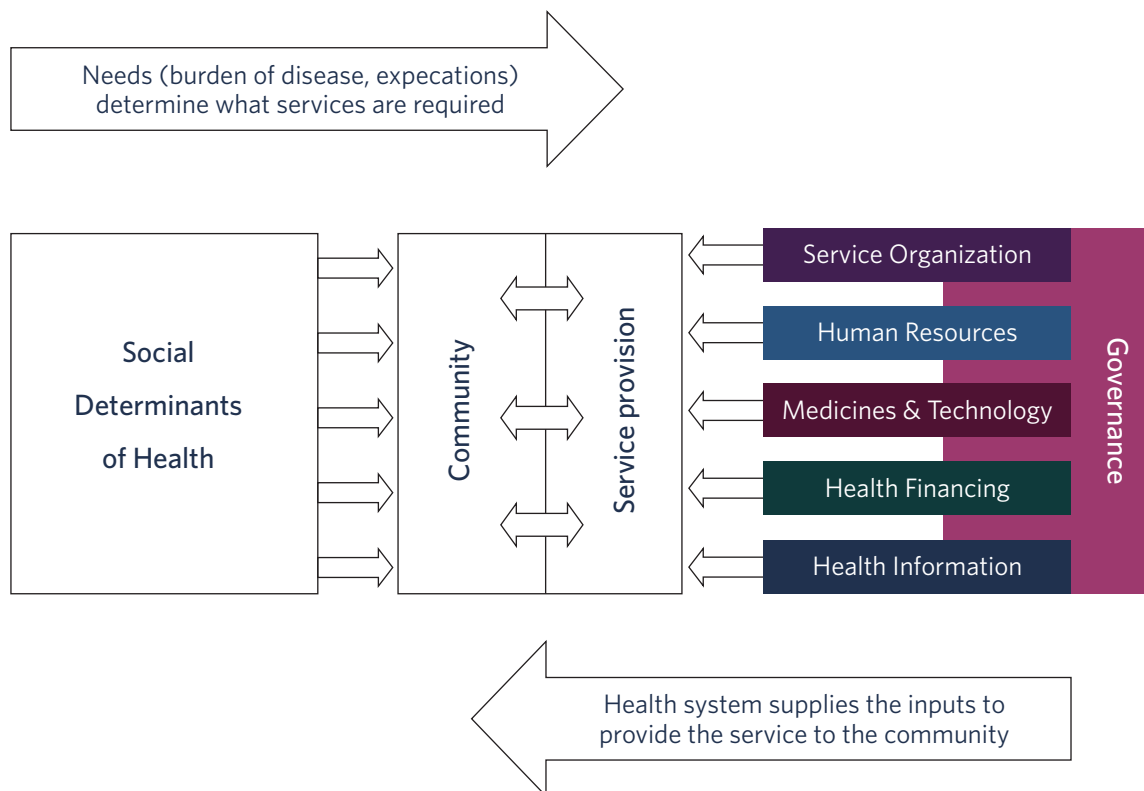 Needs (burden of disease, expecations)
determine what services are required
Social
Determinants
of Health
Community
Service provision
Service Organization
Human Resources
Medicines & Technology
Health Financing
Health Information
Governance
Health system supplies the inputs to
provide the service to the community